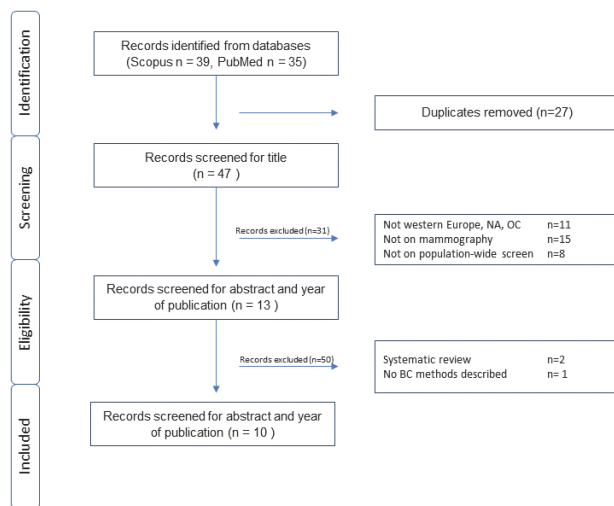 Identification
Records identified from databases
(Scopus n = 39, PubMed n = 35)
Duplicates removed (n=27)
Screening
Records screened for title
(n = 47 )
Records excluded (n=31)
Not western Europe, NA, OC n=11
Not on mammography n=15
Not on population-wide screen n=8
Eligibility
Records screened for abstract and year
of publication (n = 13 )
Records excluded (n=50)
Systematic review n=2
No BC methods described n= 1
Included
Records screened for abstract and year
of publication (n = 10 )